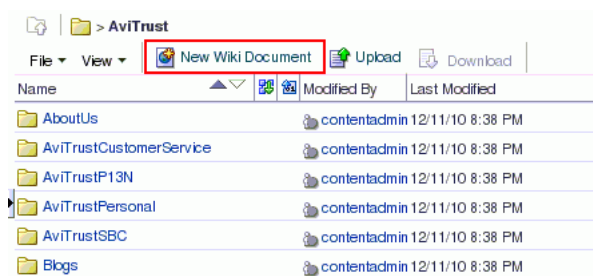 > AviTrust
File View New Wiki Document Upload Download
Name Modified By Last Modified
AboutUs contentadmin 12/11/10 8:38 PM
AviTrustCustomerService contentadmin 12/11/10 8:38 PM
AviTrustP13N contentadmin 12/11/10 8:38 PM
AviTrustPersonal contentadmin 12/11/10 8:38 PM
AviTrustSBC contentadmin 12/11/10 8:38 PM
Blogs contentadmin 12/11/10 8:38 PM